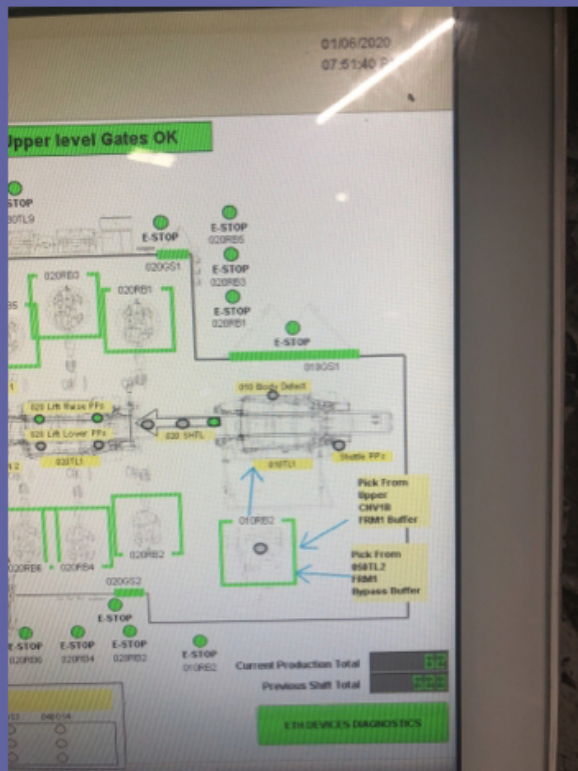 01/06/2020
07:51:40
Upper level Gates OK
E-STOP
E-STOP
020RB5
E-STOP
020GS1
E-STOP
020RB3
020RB3
020RB1
E-STOP
020RB1
E-STOP
010GS1
010 Body Detect
020 Lift Raise PPs
020 Lift Lower PPs
020 SHTL
020TL1
010TL1
Shuttle PPs
Pick From
Upper
CNV1B
FRM1 Buffer
010RB2
020RB2
Pick From
050TL2
FRM1
Bypass Buffer
020RB6
020RB4
020GS2
E-STOP
E-STOP
020RB6
E-STOP
020RB4
E-STOP
020RB2
E-STOP
010RB2
Current Production Total
62
Previous Shift Total
ETH DEVICES DIAGNOSTICS